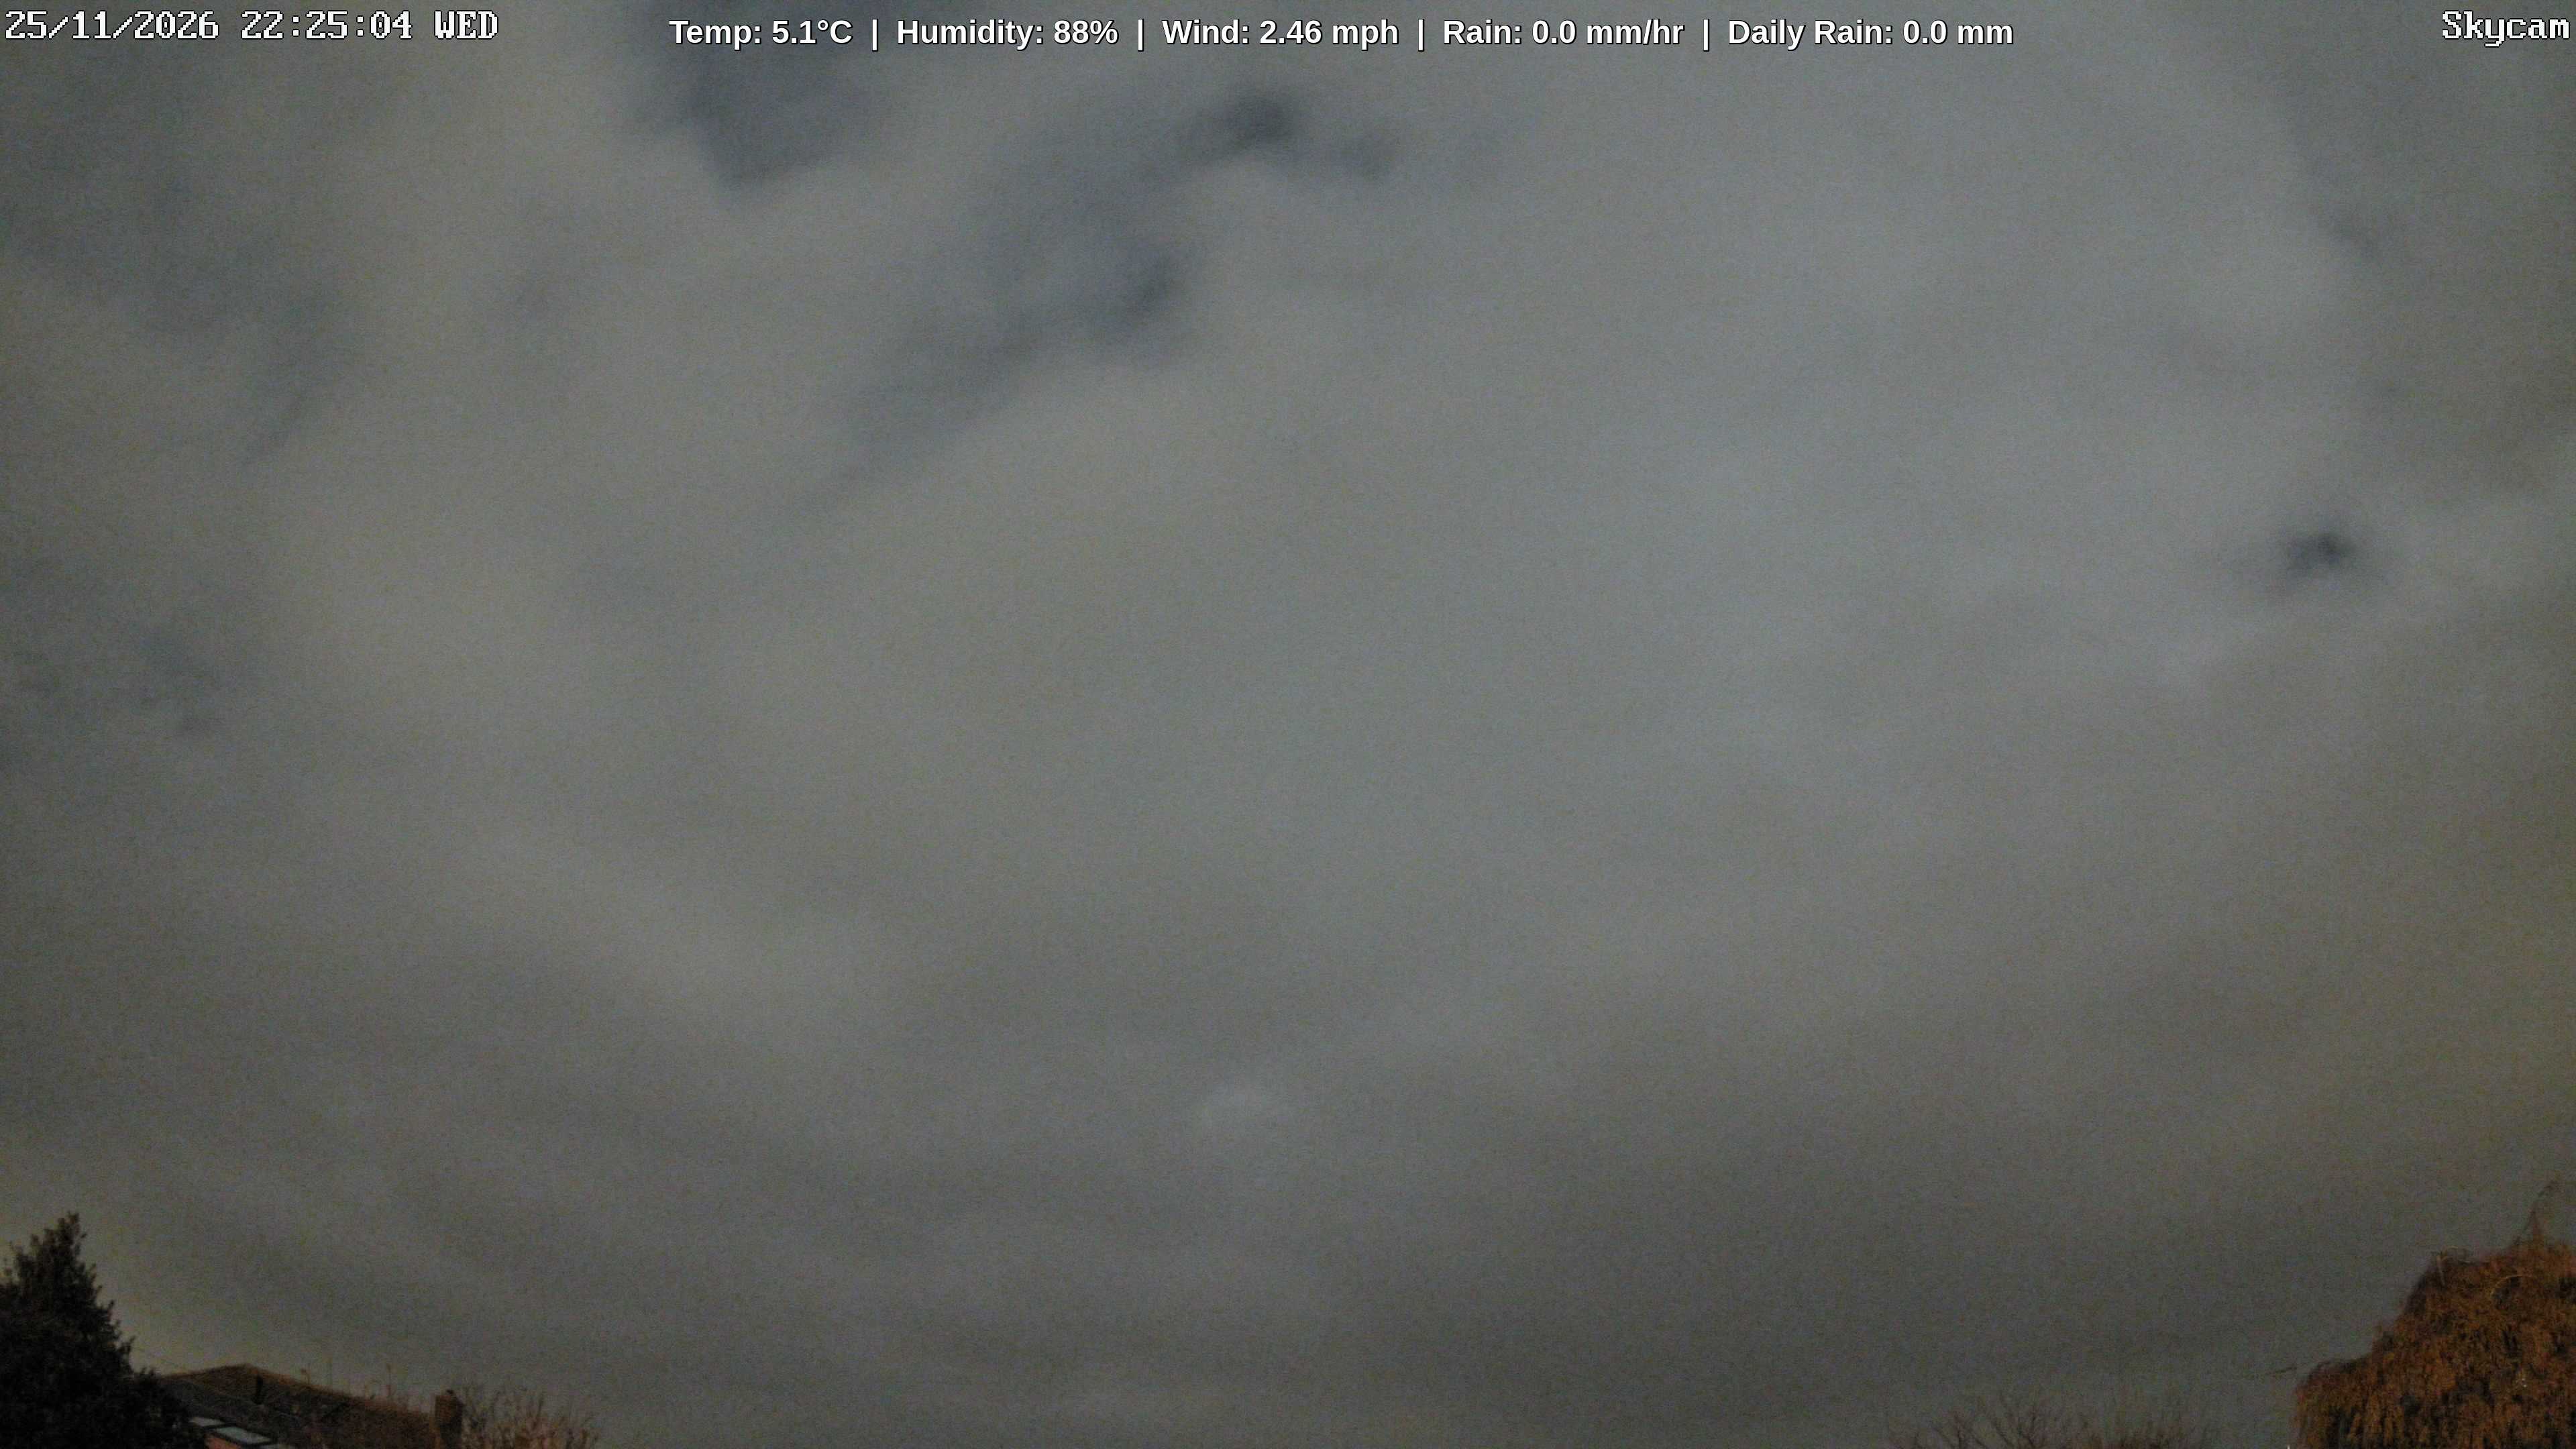 25/11/2026 22:25:04 WED
Temp: 5.1°C | Humidity: 88% | Wind: 2.46 mph | Rain: 0.0 mm/hr | Daily Rain: 0.0 mm
Skycam